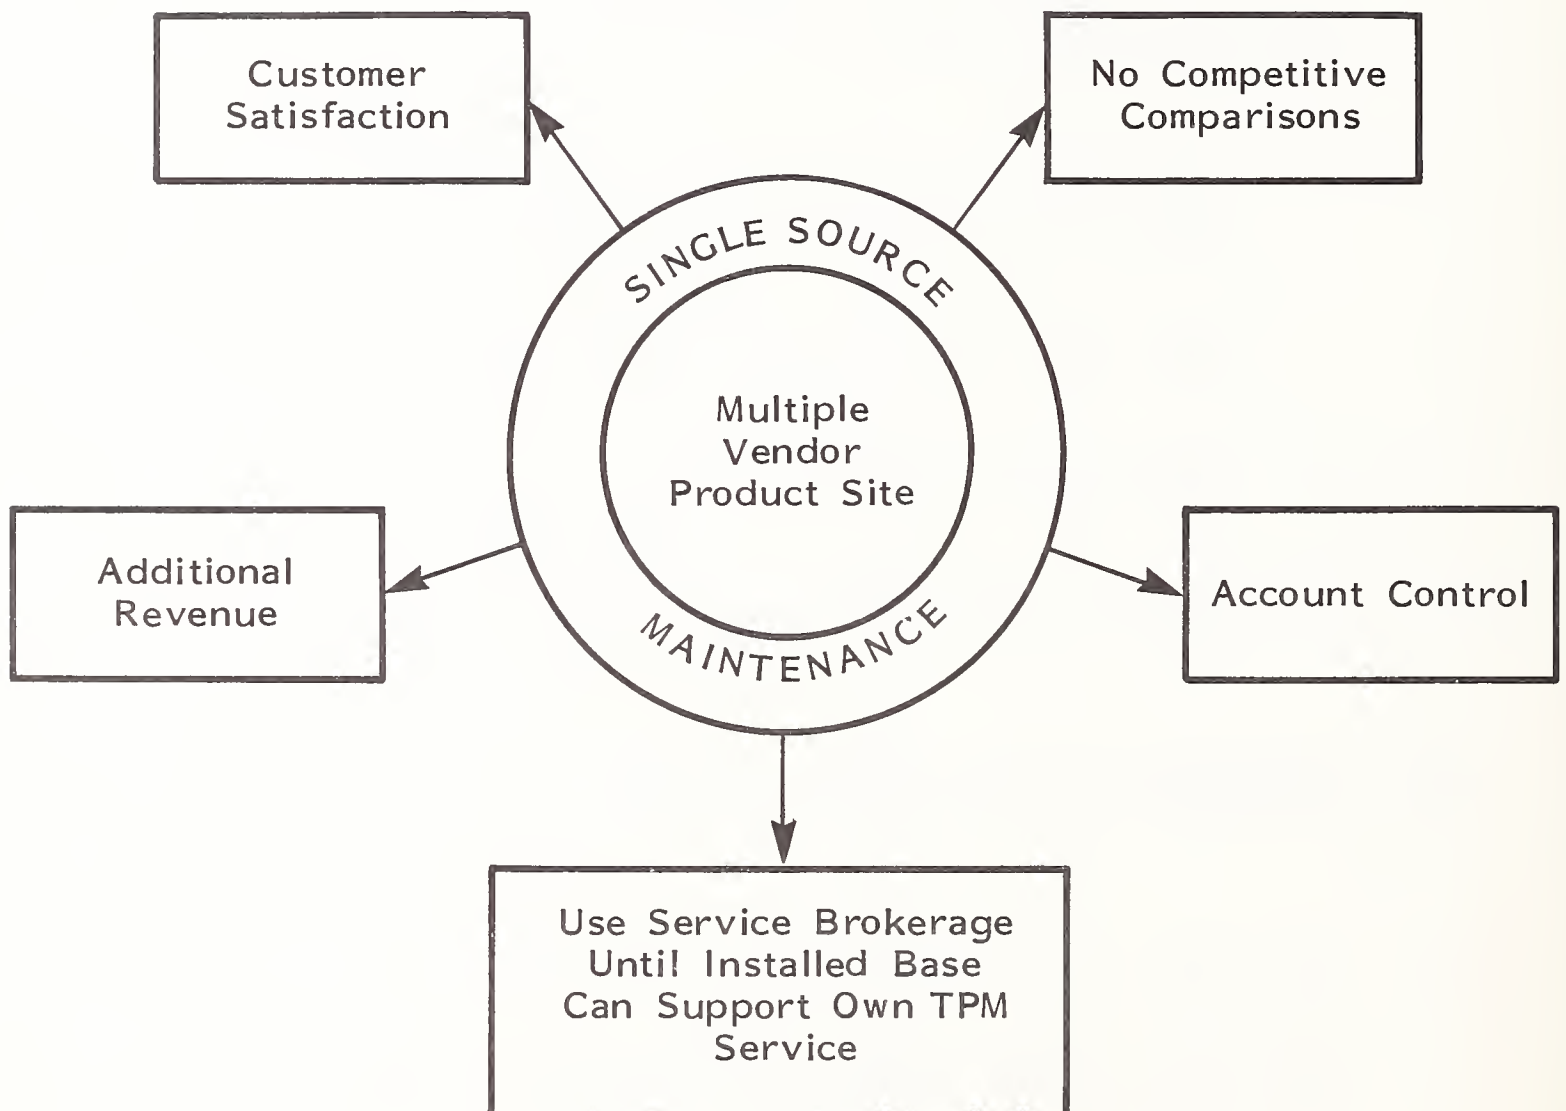 Customer
Satisfaction
No Competitive
Comparisons
SINGLE SOURCE
Multiple
Vendor
Product Site
MAINTENANCE
Additional
Revenue
Account Control
Use Service Brokerage
Until Installed Base
Can Support Own TPM
Service